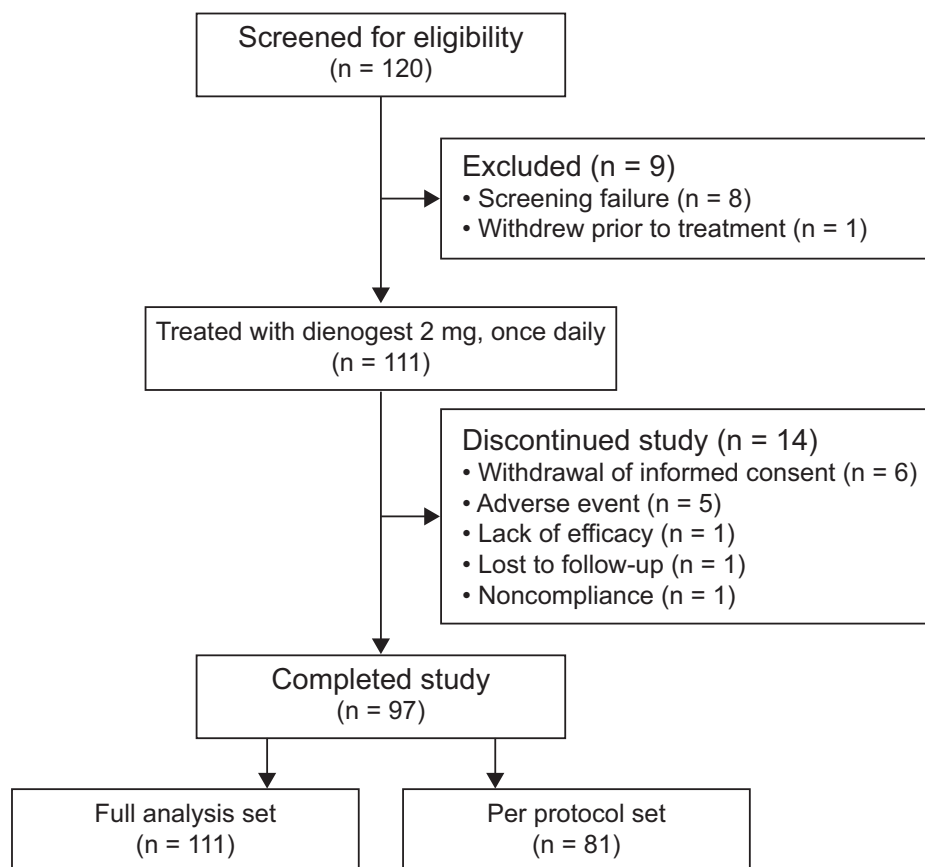 Screened for eligibility
(n = 120)
Excluded (n = 9)
• Screening failure (n = 8)
• Withdrew prior to treatment (n = 1)
Treated with dienogest 2 mg, once daily
(n = 111)
Discontinued study (n = 14)
• Withdrawal of informed consent (n = 6)
• Adverse event (n = 5)
• Lack of efficacy (n = 1)
• Lost to follow-up (n = 1)
• Noncompliance (n = 1)
Completed study
(n = 97)
Full analysis set
(n = 111)
Per protocol set
(n = 81)